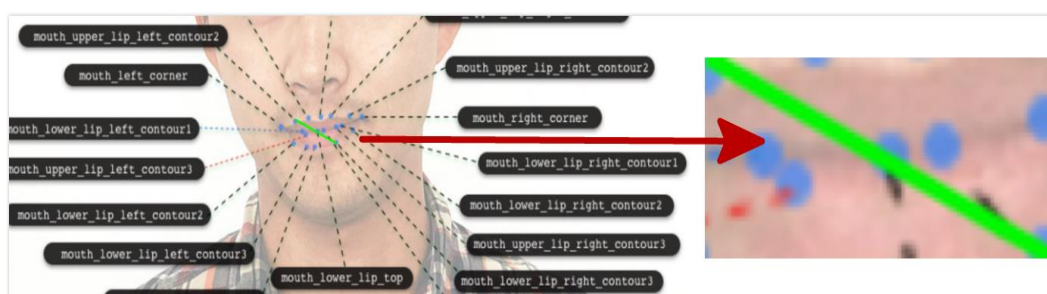 mouth_upper_lip_left_contour2
mouth_upper_lip_right_contour2
mouth_left_corner
mouth_right_corner
mouth_lower_lip_left_contour1
mouth_lower_lip_right_contour1
mouth_upper_lip_left_contour3
mouth_lower_lip_right_contour2
mouth_lower_lip_left_contour2
mouth_upper_lip_right_contour3
mouth_lower_lip_left_contour3
mouth_lower_lip_top
mouth_lower_lip_right_contour3